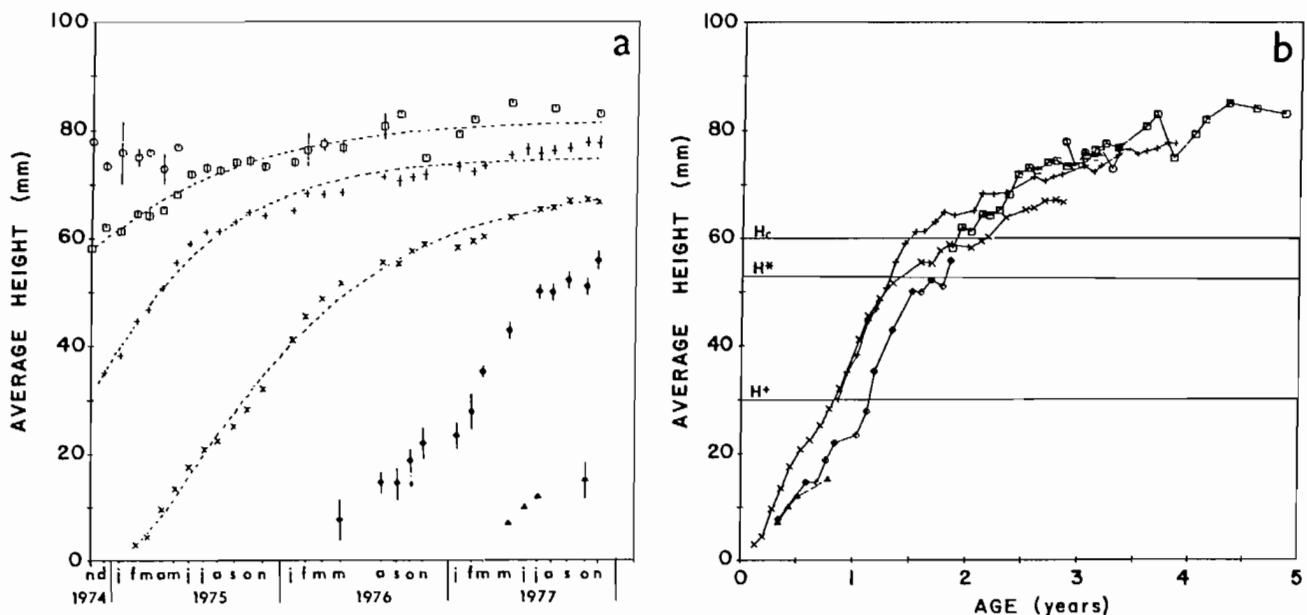 a
AVERAGE HEIGHT (mm)
100
80
60
40
20
0
n d j f m a m j j a s o n j f m m a s o n j f m m j j a s o n
1974 1975 1976 1977
b
AVERAGE HEIGHT (mm)
100
80
60
40
20
0
Hc
H*
H+
0 1 2 3 4 5
AGE (years)